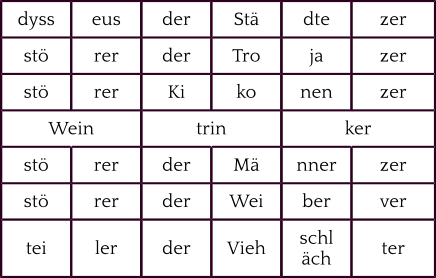 dyss eus der Stä dte zer
stö rer der Tro ja zer
stö rer Ki ko nen zer
Wein trin ker
stö rer der Mä nner zer
stö rer der Wei ber ver
tei ler der Vieh schl äch ter